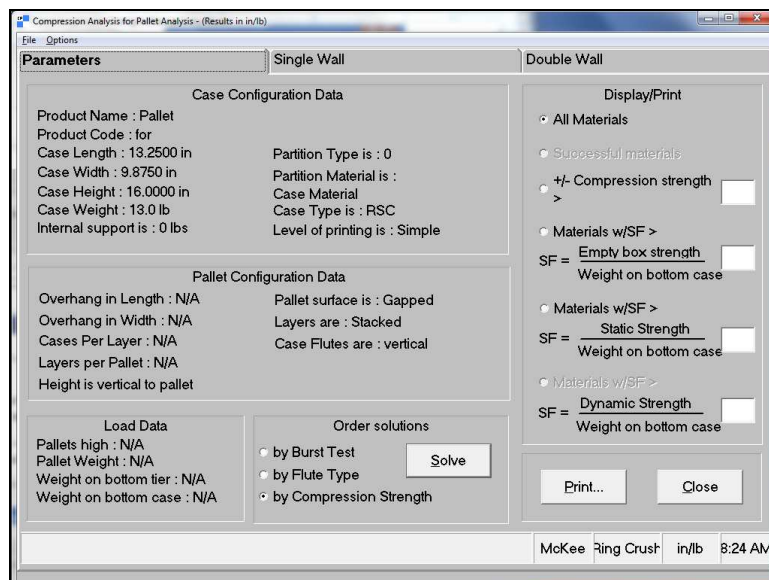 Compression Analysis for Pallet Analysis - (Results in in/lb)
File Options
Parameters
Single Wall
Double Wall
Case Configuration Data
Product Name : Pallet
Product Code : for
Case Length : 13.2500 in
Case Width : 9.8750 in
Case Height : 16.0000 in
Case Weight : 13.0 lb
Internal support is : 0 lbs
Partition Type is : 0
Partition Material is :
Case Material
Case Type is : RSC
Level of printing is : Simple
Pallet Configuration Data
Overhang in Length : N/A
Overhang in Width : N/A
Cases Per Layer : N/A
Layers per Pallet : N/A
Height is vertical to pallet
Pallet surface is : Gapped
Layers are : Stacked
Case Flutes are : vertical
Load Data
Pallets high : N/A
Pallet Weight : N/A
Weight on bottom tier : N/A
Weight on bottom case : N/A
Order solutions
by Burst Test
by Flute Type
by Compression Strength
Solve
Display/Print
All Materials
Successful materials
+/- Compression strength
>
Materials w/SF >
SF = Empty box strength
Weight on bottom case
Materials w/SF >
SF = Static Strength
Weight on bottom case
Materials w/SF >
SF = Dynamic Strength
Weight on bottom case
Print...
Close
McKee
Ring Crush
in/lb
8:24 AM